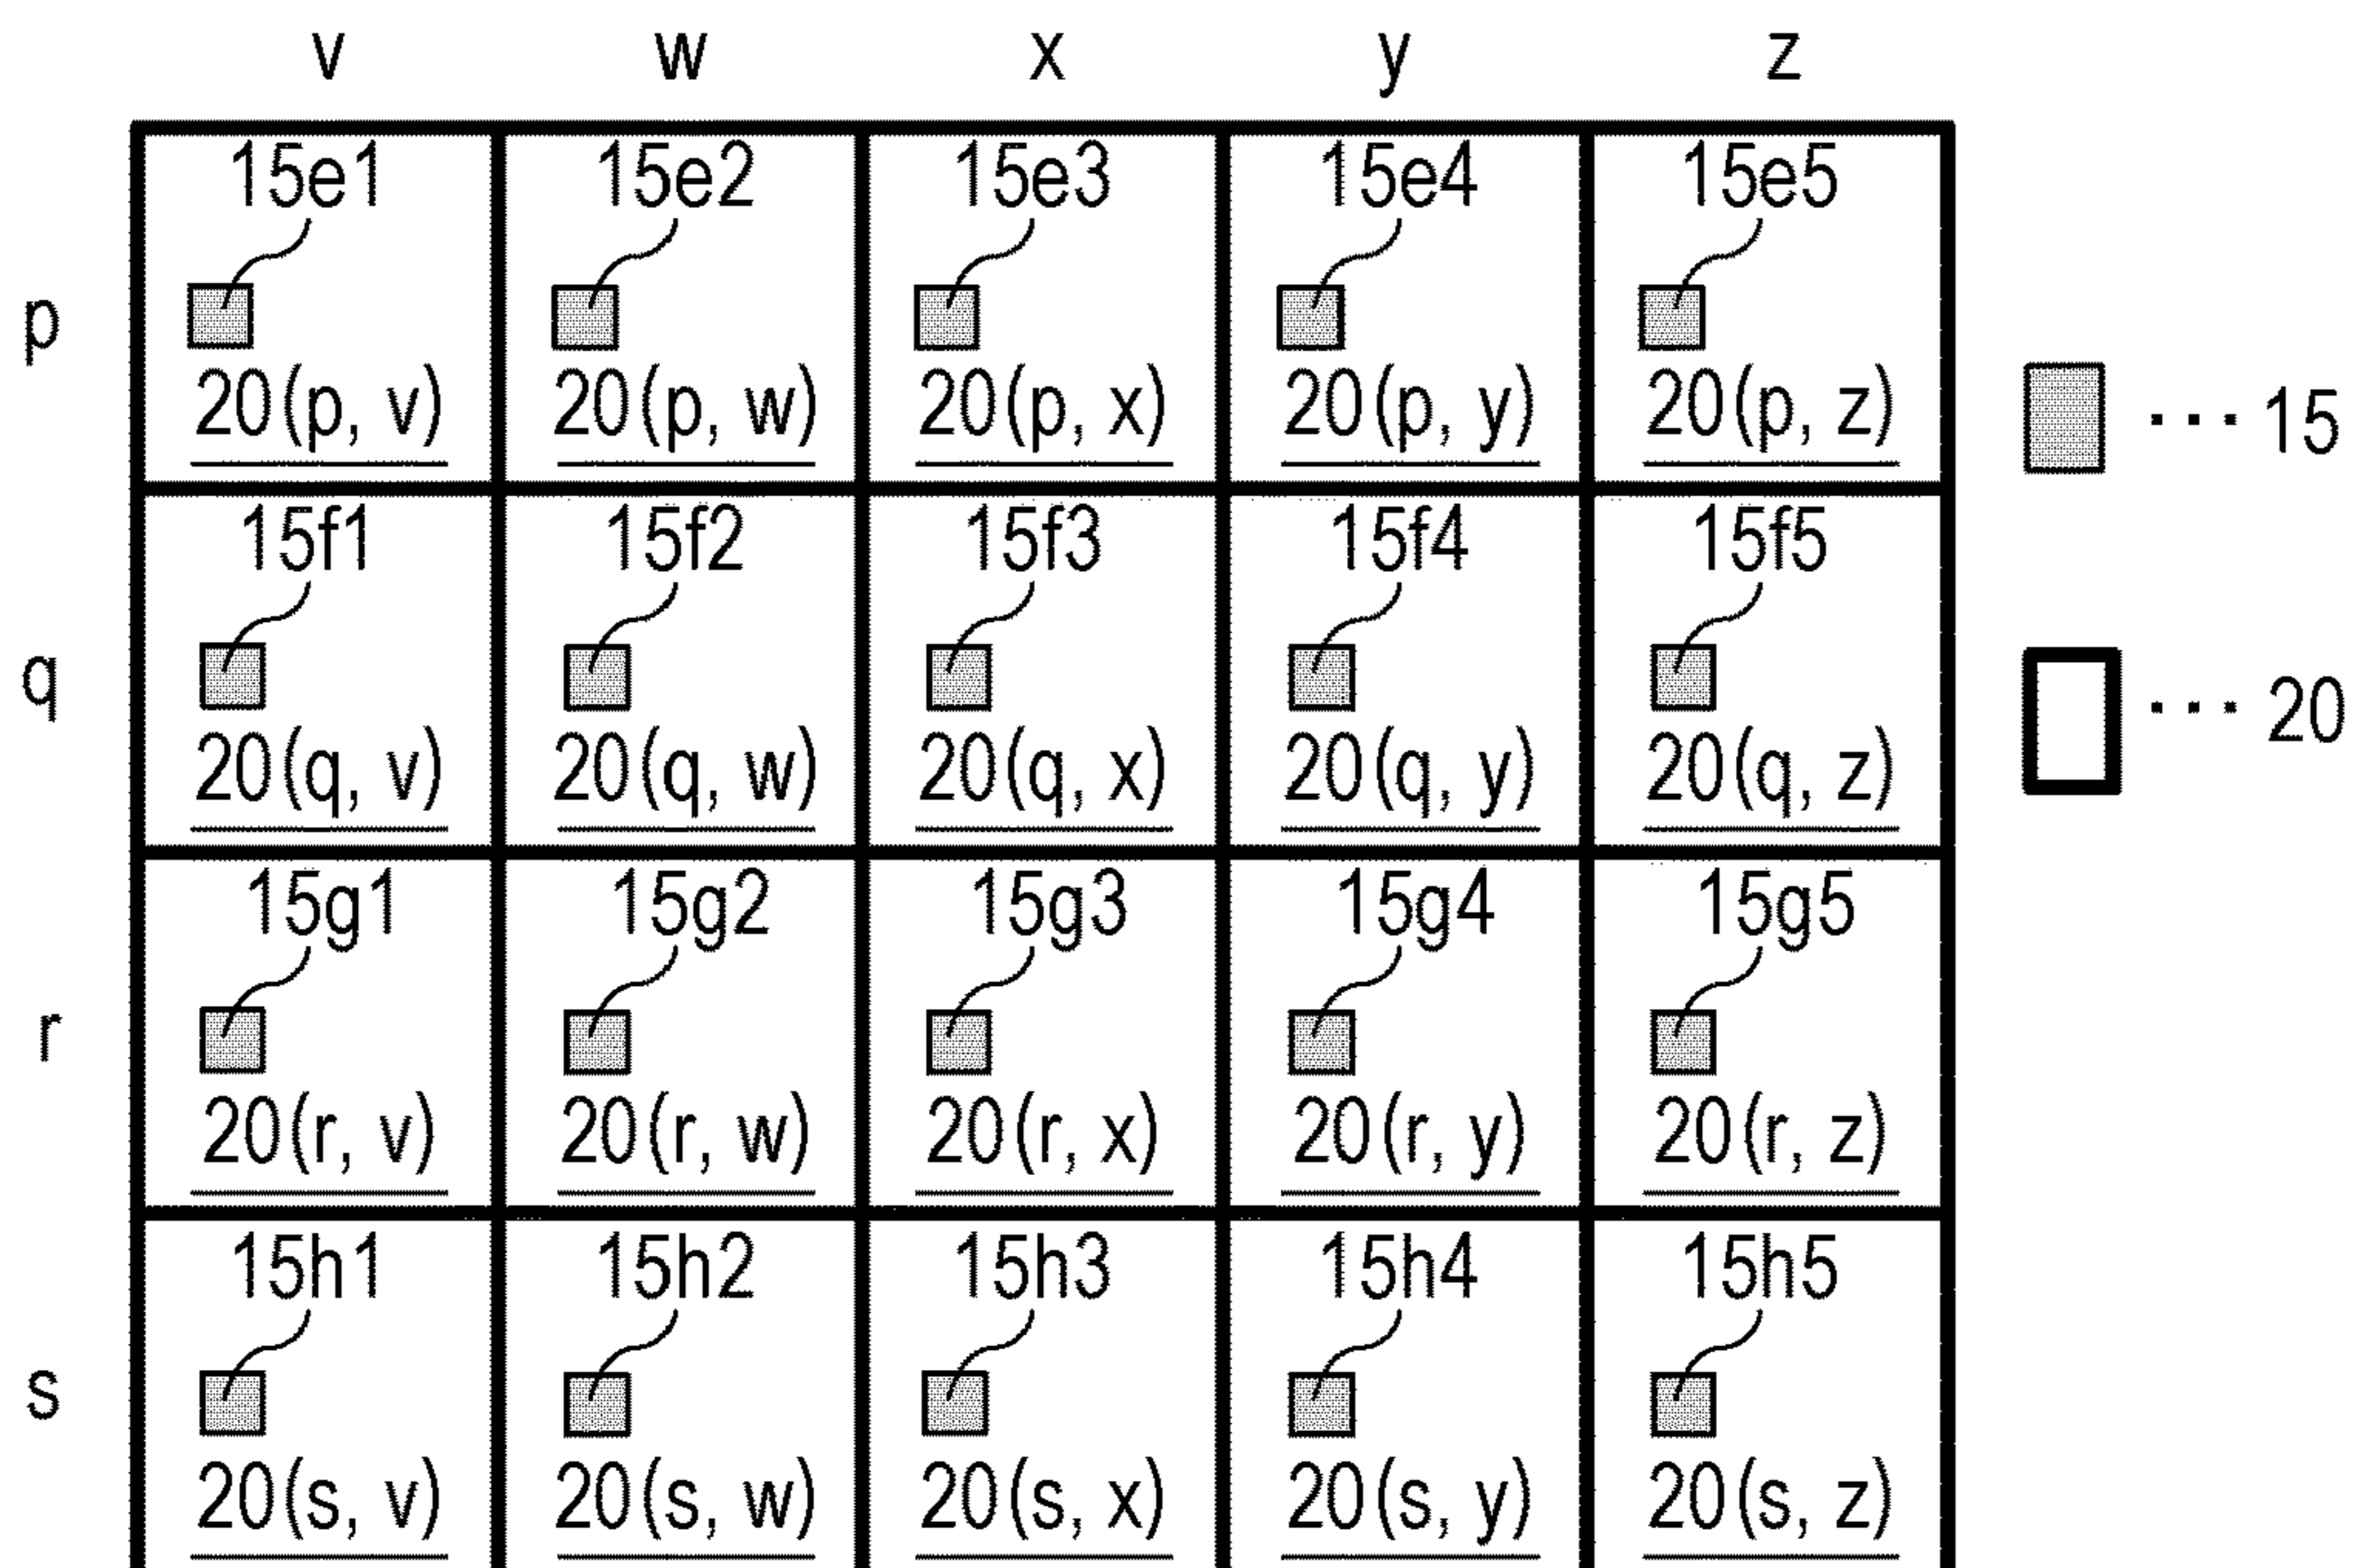 v w x y z
15e1 15e2 15e3 15e4 15e5
p
20(p, v) 20(p, w) 20(p, x) 20(p, y) 20(p, z)
··· 15
15f1 15f2 15f3 15f4 15f5
q
··· 20
20(q, v) 20(q, w) 20(q, x) 20(q, y) 20(q, z)
15g1 15g2 15g3 15g4 15g5
r
20(r, v) 20(r, w) 20(r, x) 20(r, y) 20(r, z)
15h1 15h2 15h3 15h4 15h5
s
20(s, v) 20(s, w) 20(s, x) 20(s, y) 20(s, z)